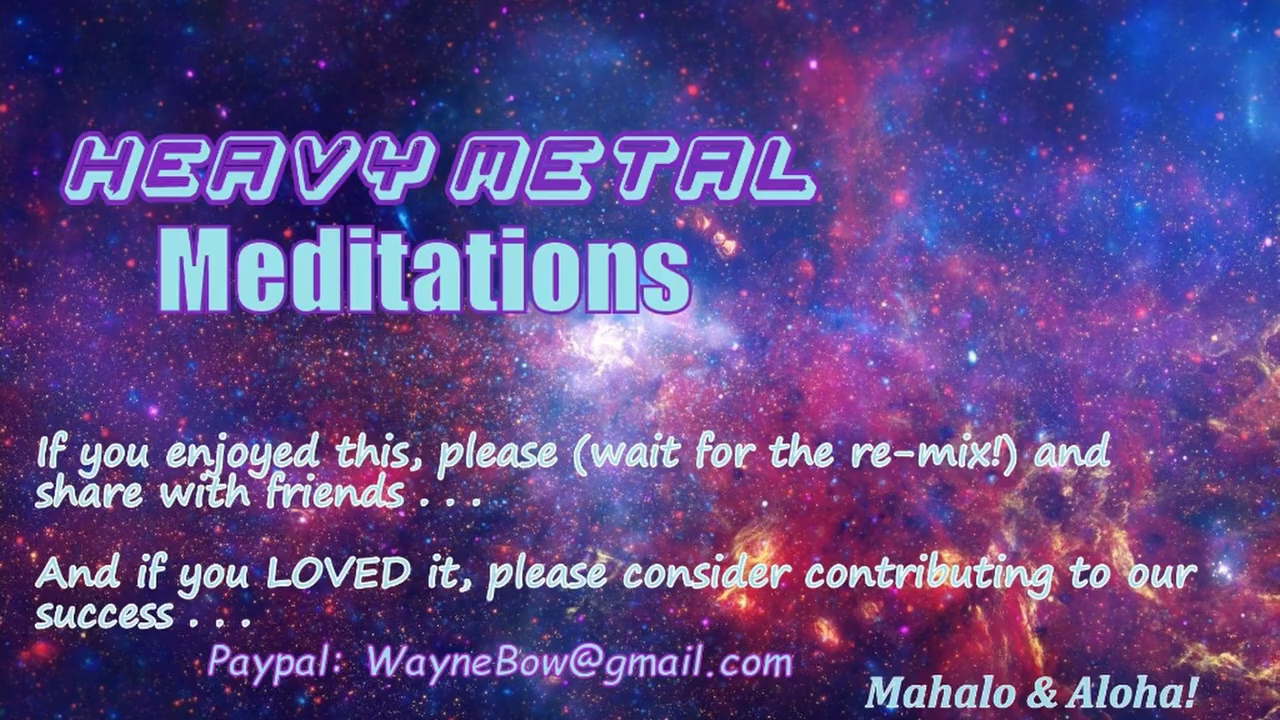 HEAVY METAL
Meditations
If you enjoyed this, please (wait for the re-mix!) and
share with friends . . .
And if you LOVED it, please consider contributing to our
success . . .
Paypal: WayneBow@gmail.com
Mahalo & Aloha!